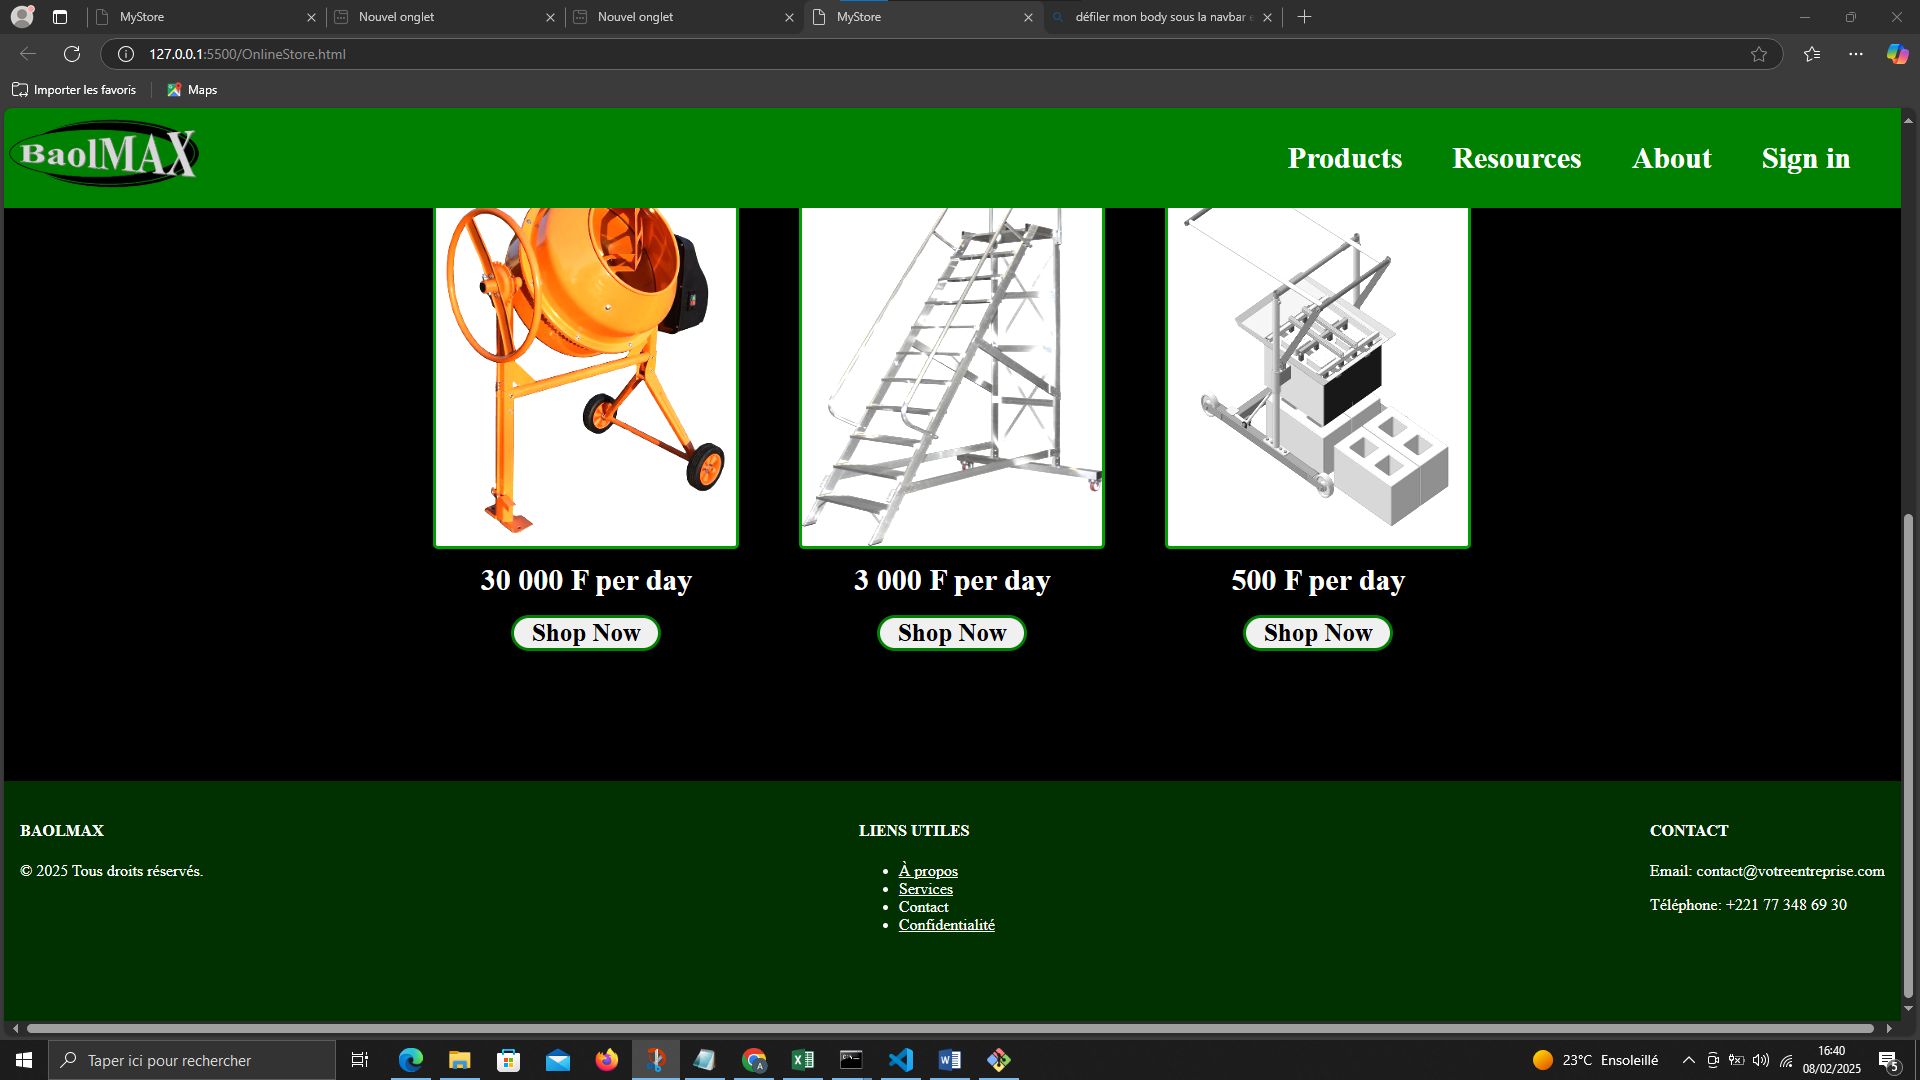 MyStore
Nouvel onglet
Nouvel onglet
MyStore
défiler mon body sous la navbar
127.0.0.1:5500/OnlineStore.html
Importer les favoris
Maps
BaolMAX
Products
Resources
About
Sign in
30 000 F per day
3 000 F per day
500 F per day
Shop Now
Shop Now
Shop Now
BAOLMAX
© 2025 Tous droits réservés.
LIENS UTILES
À propos
Services
Contact
Confidentialité
CONTACT
Email: contact@votreentreprise.com
Téléphone: +221 77 348 69 30
Taper ici pour rechercher
23°C Ensoleillé
16:40
08/02/2025
5